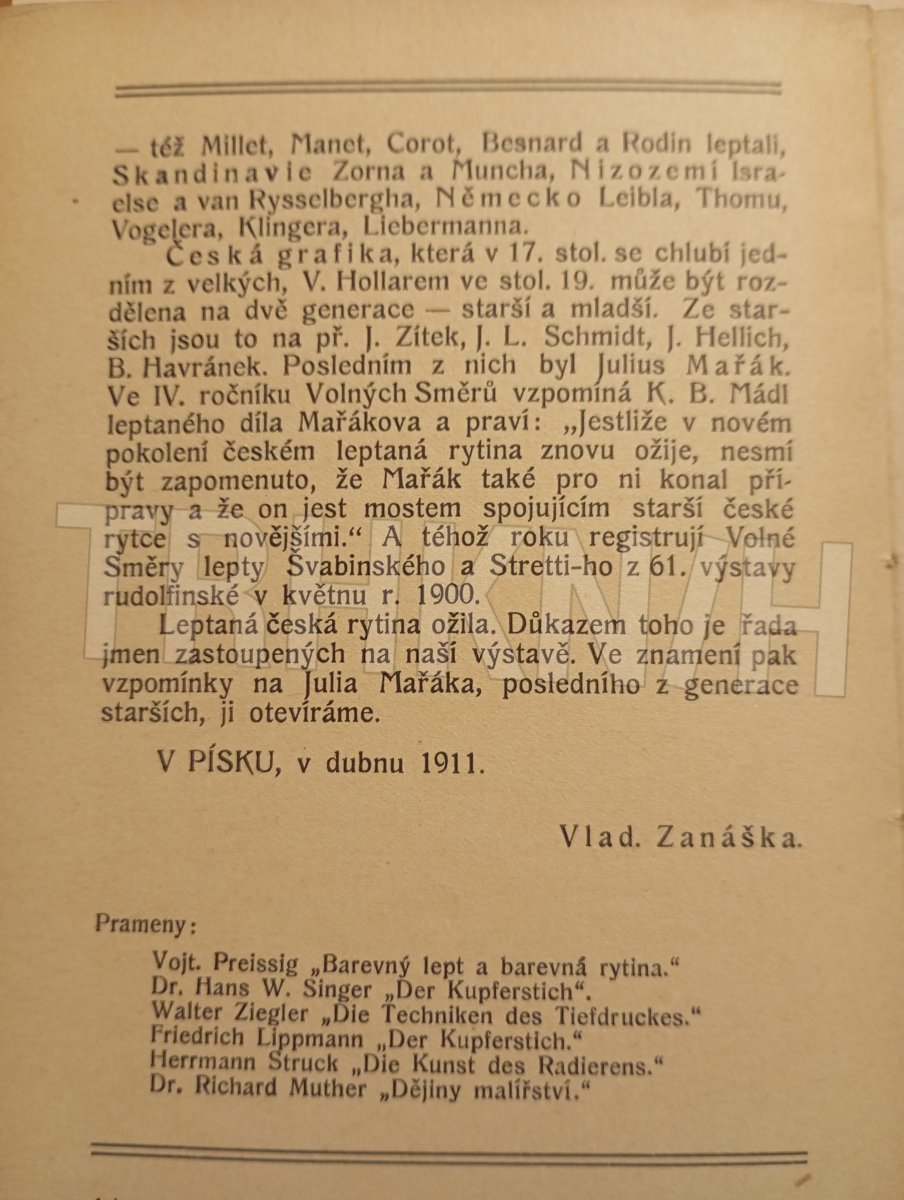 — též Millet, Manet, Corot, Besnard a Rodin leptali,
Skandinavie Zorna a Muncha, Nizozemí Isra-
else a van Rysselbergha, Německo Leibla, Thomu,
Vogelera, Klingera, Liebermanna.
Česká grafika, která v 17. stol. se chlubí jed-
ním z velkých, V. Hollarem ve stol. 19. může být roz-
dělena na dvě generace — starší a mladší. Ze star-
ších jsou to na př. J. Zítek, J. L. Schmidt, J. Hellich,
B. Havránek. Posledním z nich byl Julius Mařák.
Ve IV. ročníku Volných Směrů vzpomíná K. B. Mádl
leptaného díla Mařákova a praví: „Jestliže v novém
pokolení českém leptaná rytina znovu ožije, nesmí
být zapomenuto, že Mařák také pro ni konal pří-
pravy a že on jest mostem spojujícím starší české
rytce s novějšími.“ A téhož roku registrují Volné
Směry lepty Švabinského a Stretti-ho z 61. výstavy
rudolfinské v květnu r. 1900.
Leptaná česká rytina ožila. Důkazem toho je řada
jmen zastoupených na naší výstavě. Ve znamení pak
vzpomínky na Julia Mařáka, posledního z generace
starších, ji otevíráme.
V PÍSKU, v dubnu 1911.
Vlad. Zanáška.
Prameny:
Vojt. Preissig „Barevný lept a barevná rytina.“
Dr. Hans W. Singer „Der Kupferstich“.
Walter Ziegler „Die Techniken des Tiefdruckes.“
Friedrich Lippmann „Der Kupferstich.“
Herrmann Struck „Die Kunst des Radierens.“
Dr. Richard Muther „Dějiny malířství.“